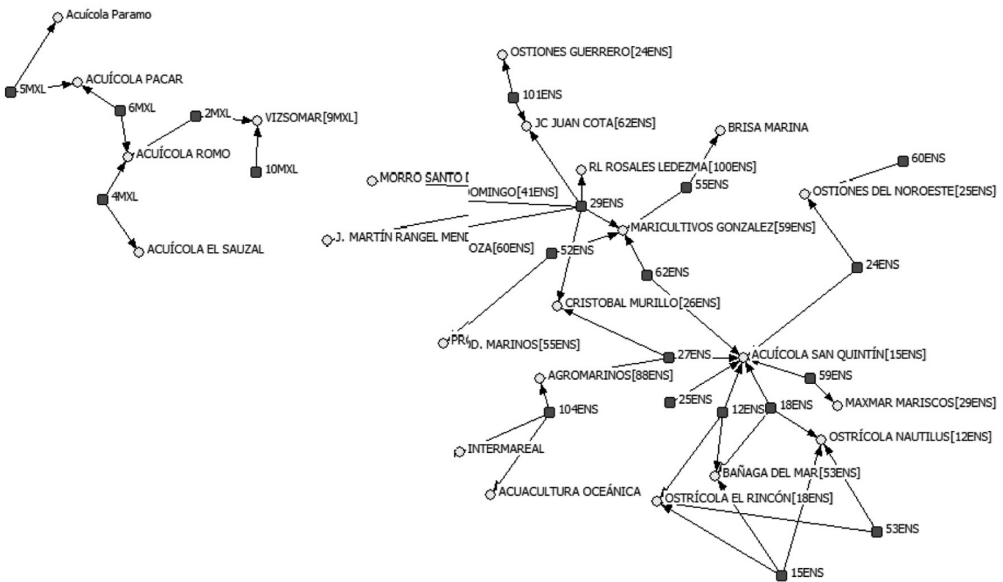 Acuícola Paramo
5MXL
ACUÍCOLA PACAR
6MXL
2MXL
VIZSOMAR[9MXL]
ACUÍCOLA ROMO
10MXL
4MXL
ACUÍCOLA EL SAUZAL
OSTIONES GUERRERO[24ENS]
101ENS
JC JUAN COTA[62ENS]
BRISA MARINA
RL ROSALES LEDEZMA[100ENS]
60ENS
MORRO SANTO DOMINGO[41ENS]
55ENS
OSTIONES DEL NOROESTE[25ENS]
29ENS
MARICULTIVOS GONZALEZ[59ENS]
J. MARTÍN RANGEL MENDOZA[60ENS]
52ENS
62ENS
24ENS
CRISTOBAL MURILLO[26ENS]
PROD. MARINOS[55ENS]
27ENS
ACUÍCOLA SAN QUINTÍN[15ENS]
AGROMARINOS[88ENS]
59ENS
25ENS
12ENS
18ENS
MAXMAR MARISCOS[29ENS]
104ENS
OSTRÍCOLA NAUTILUS[12ENS]
INTERMAREAL
BAÑAGA DEL MAR[53ENS]
ACUACULTURA OCEÁNICA
OSTRÍCOLA EL RINCÓN[18ENS]
53ENS
15ENS